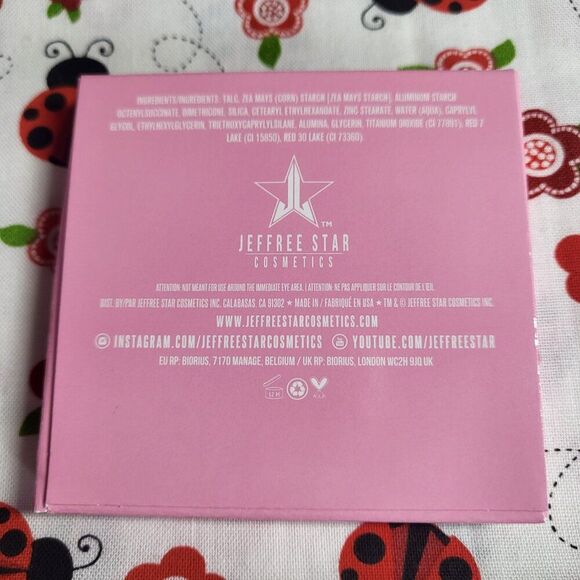 INGREDIENTS/INGRÉDIENTS: TALC, ZEA MAYS (CORN) STARCH [ZEA MAYS STARCH], ALUMINUM STARCH
OCTENYLSUCCINATE, DIMETHICONE, SILICA, CETEARYL ETHYLHEXANOATE, ZINC STEARATE, WATER (AQUA), CAPRYLYL
GLYCOL, ETHYLHEXYLGLYCERIN, TRIETHOXYCAPRYLYLSILANE, ALUMINA, GLYCERIN, TITANIUM DIOXIDE (CI 77891), RED 7
LAKE (CI 15850), RED 30 LAKE (CI 73360).
TM
JEFFREE STAR
COSMETICS
ATTENTION: NOT MEANT FOR USE AROUND THE IMMEDIATE EYE AREA. | ATTENTION: NE PAS APPLIQUER SUR LE CONTOUR DE L'ŒIL.
DIST. BY/PAR JEFFREE STAR COSMETICS INC. CALABASAS, CA 91302 ★ MADE IN / FABRIQUÉ EN USA ★ TM & © JEFFREE STAR COSMETICS INC.
WWW.JEFFREESTARCOSMETICS.COM
INSTAGRAM.COM/JEFFREESTARCOSMETICS YOUTUBE.COM/JEFFREESTAR
EU RP: BIORIUS, 7170 MANAGE, BELGIUM / UK RP: BIORIUS, LONDON WC2H 9JQ UK
12 M